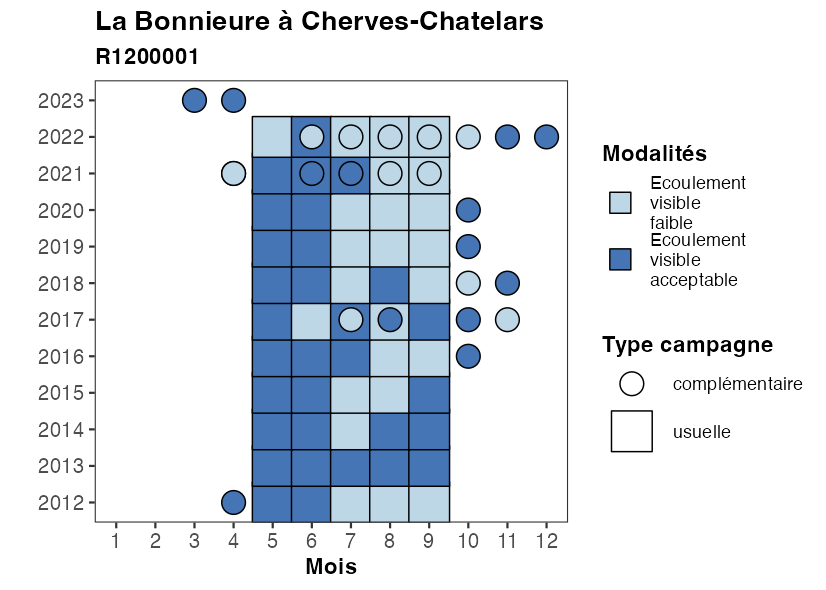 La Bonnieure à Cherves-Chatelars
R1200001
2023
2022
2021
2020
2019
2018
2017
2016
2015
2014
2013
2012
1 2 3 4 5 6 7 8 9 10 11 12
Mois
Modalités
Ecoulement
visible
faible
Ecoulement
visible
acceptable
Type campagne
complémentaire
usuelle